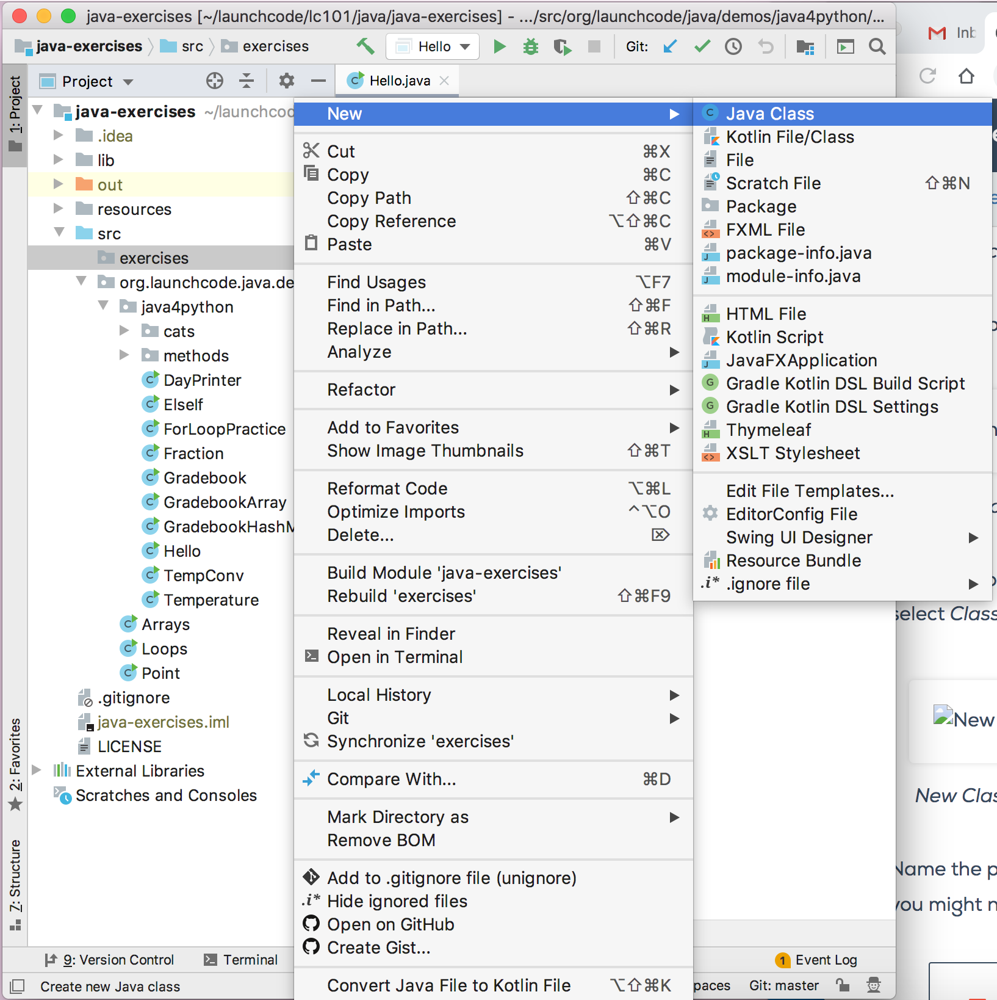 java-exercises [~/launchcode/lc101/java/java-exercises] - .../src/org/launchcode/java/demos/java4python/...
java-exercises src exercises Hello Git:
1: Project
Project
Hello.java
java-exercises ~/launchcod
.idea
lib
out
resources
src
exercises
org.launchcode.java.de
java4python
cats
methods
DayPrinter
ElseIf
ForLoopPractice
Fraction
Gradebook
GradebookArray
GradebookHashM
Hello
TempConv
Temperature
Arrays
Loops
Point
.gitignore
java-exercises.iml
LICENSE
External Libraries
Scratches and Consoles
2: Favorites
7: Structure
New
Cut ⌘X
Copy ⌘C
Copy Path ⇧⌘C
Copy Reference ⌥⇧⌘C
Paste ⌘V
Find Usages ⌥F7
Find in Path... ⇧⌘F
Replace in Path... ⇧⌘R
Analyze
Refactor
Add to Favorites
Show Image Thumbnails ⇧⌘T
Reformat Code ⌥⌘L
Optimize Imports ^⌥O
Delete... ⌦
Build Module 'java-exercises'
Rebuild 'exercises' ⇧⌘F9
Reveal in Finder
Open in Terminal
Local History
Git
Synchronize 'exercises'
Compare With... ⌘D
Mark Directory as
Remove BOM
Add to .gitignore file (unignore)
.i* Hide ignored files
Open on GitHub
Create Gist...
Convert Java File to Kotlin File ⌥⇧⌘K
Java Class
Kotlin File/Class
File
Scratch File ⇧⌘N
Package
FXML File
package-info.java
module-info.java
HTML File
Kotlin Script
JavaFXApplication
Gradle Kotlin DSL Build Script
Gradle Kotlin DSL Settings
Thymeleaf
XSLT Stylesheet
Edit File Templates...
EditorConfig File
Swing UI Designer
Resource Bundle
.i* .ignore file
Inb
select Class
New
New Clas
Name the p
you might n
9: Version Control
Terminal
1 Event Log
Create new Java class
paces
Git: master